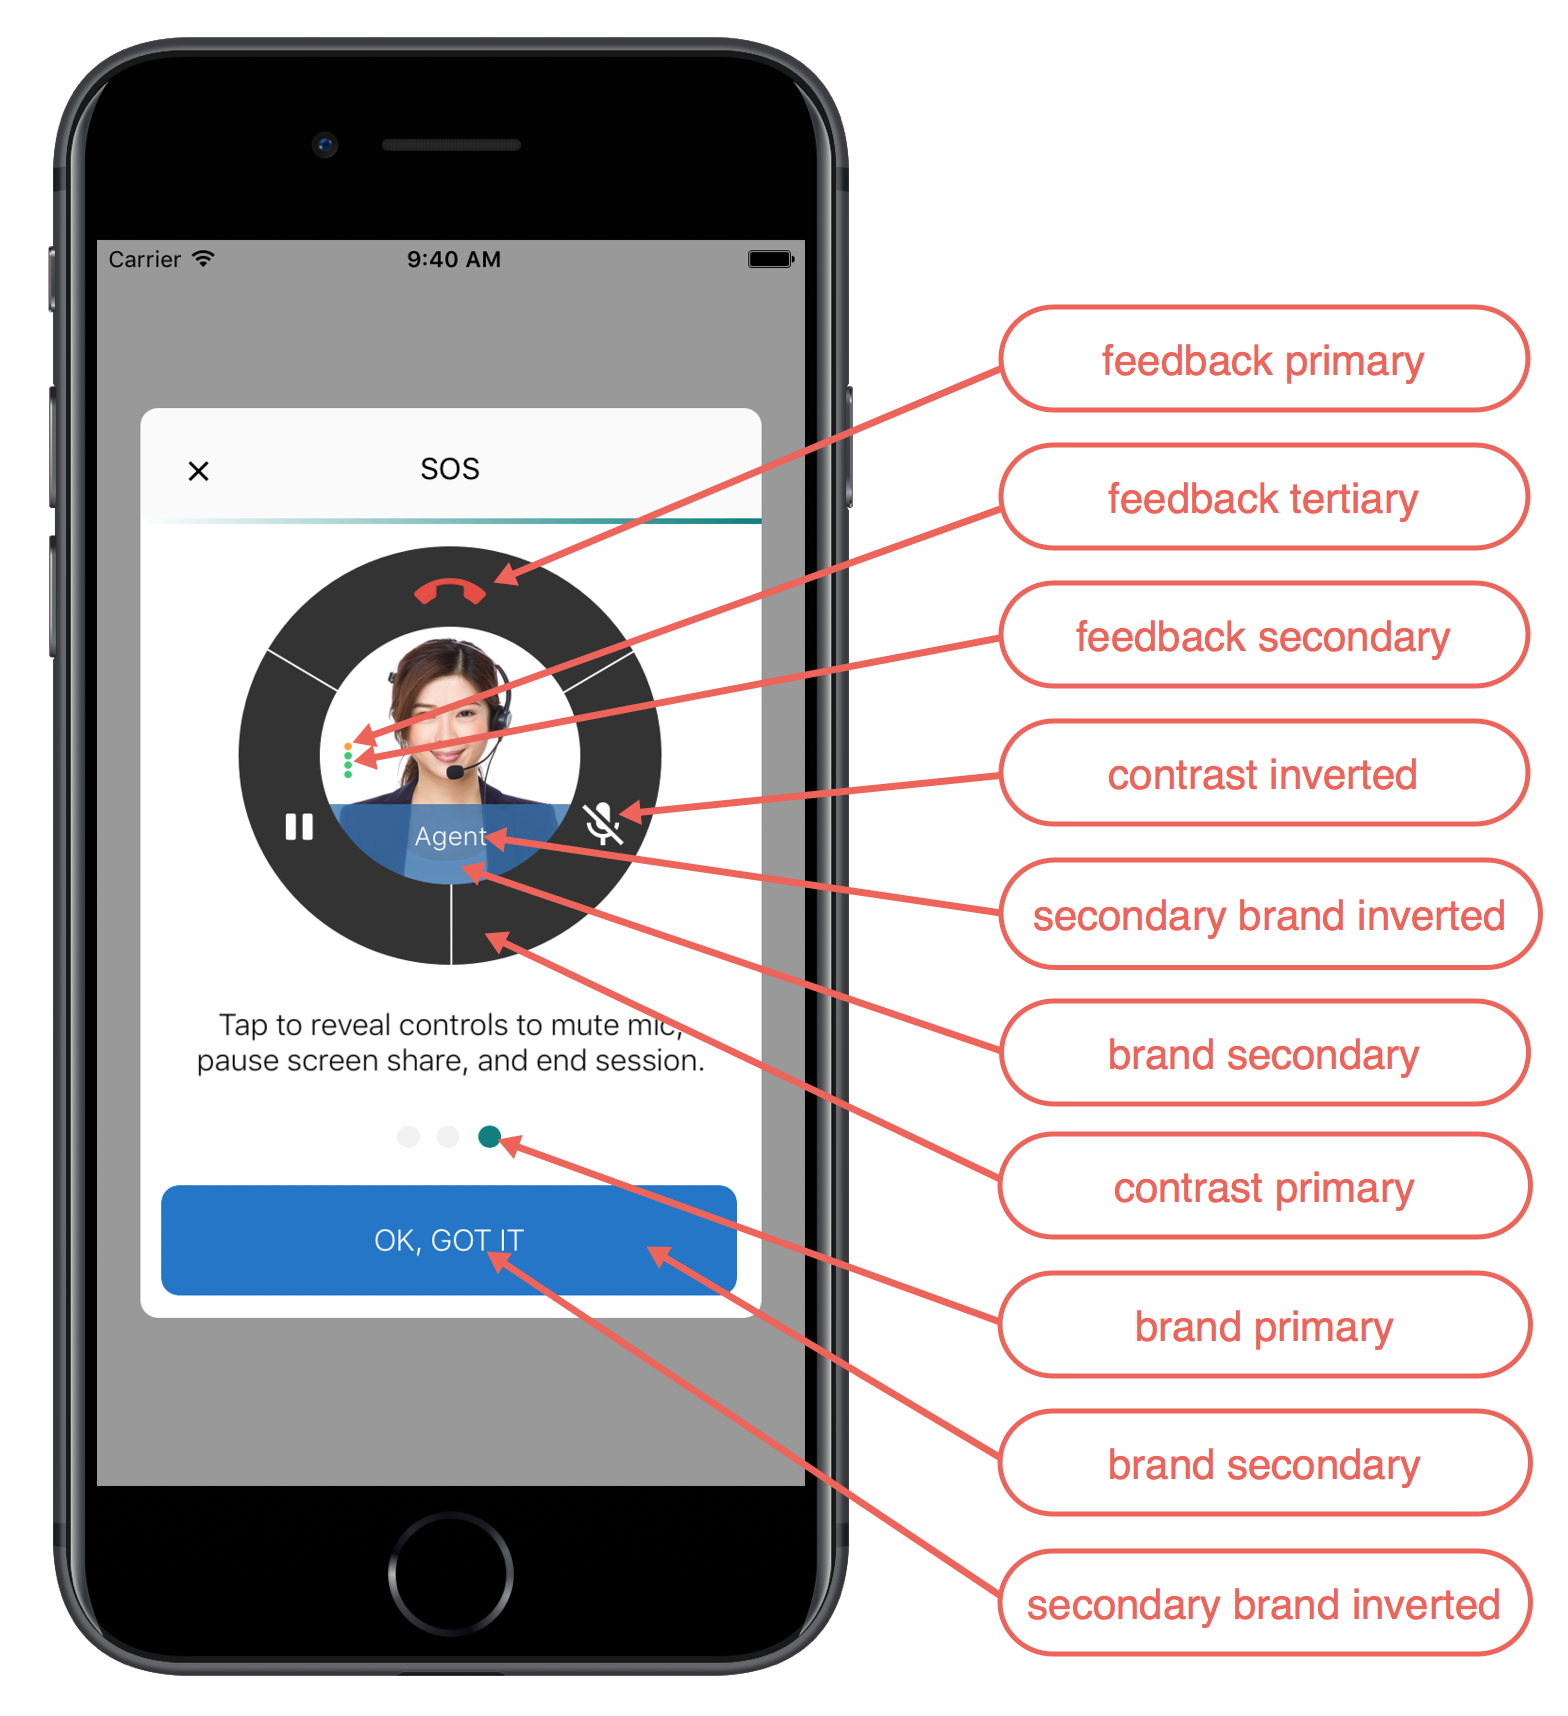 Carrier
9:40 AM
SOS
Agent
Tap to reveal controls to mute mic,
pause screen share, and end session.
OK, GOT IT
feedback primary
feedback tertiary
feedback secondary
contrast inverted
secondary brand inverted
brand secondary
contrast primary
brand primary
brand secondary
secondary brand inverted